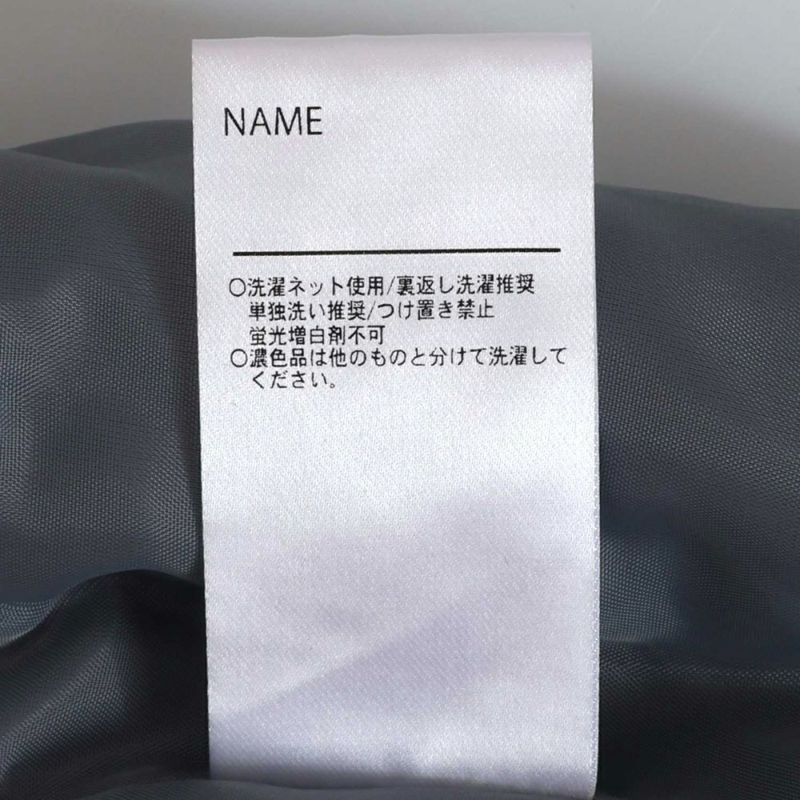 NAME
○洗濯ネット使用/裏返し洗濯推奨
単独洗い推奨/つけ置き禁止
蛍光増白剤不可
○濃色品は他のものと分けて洗濯して
ください。